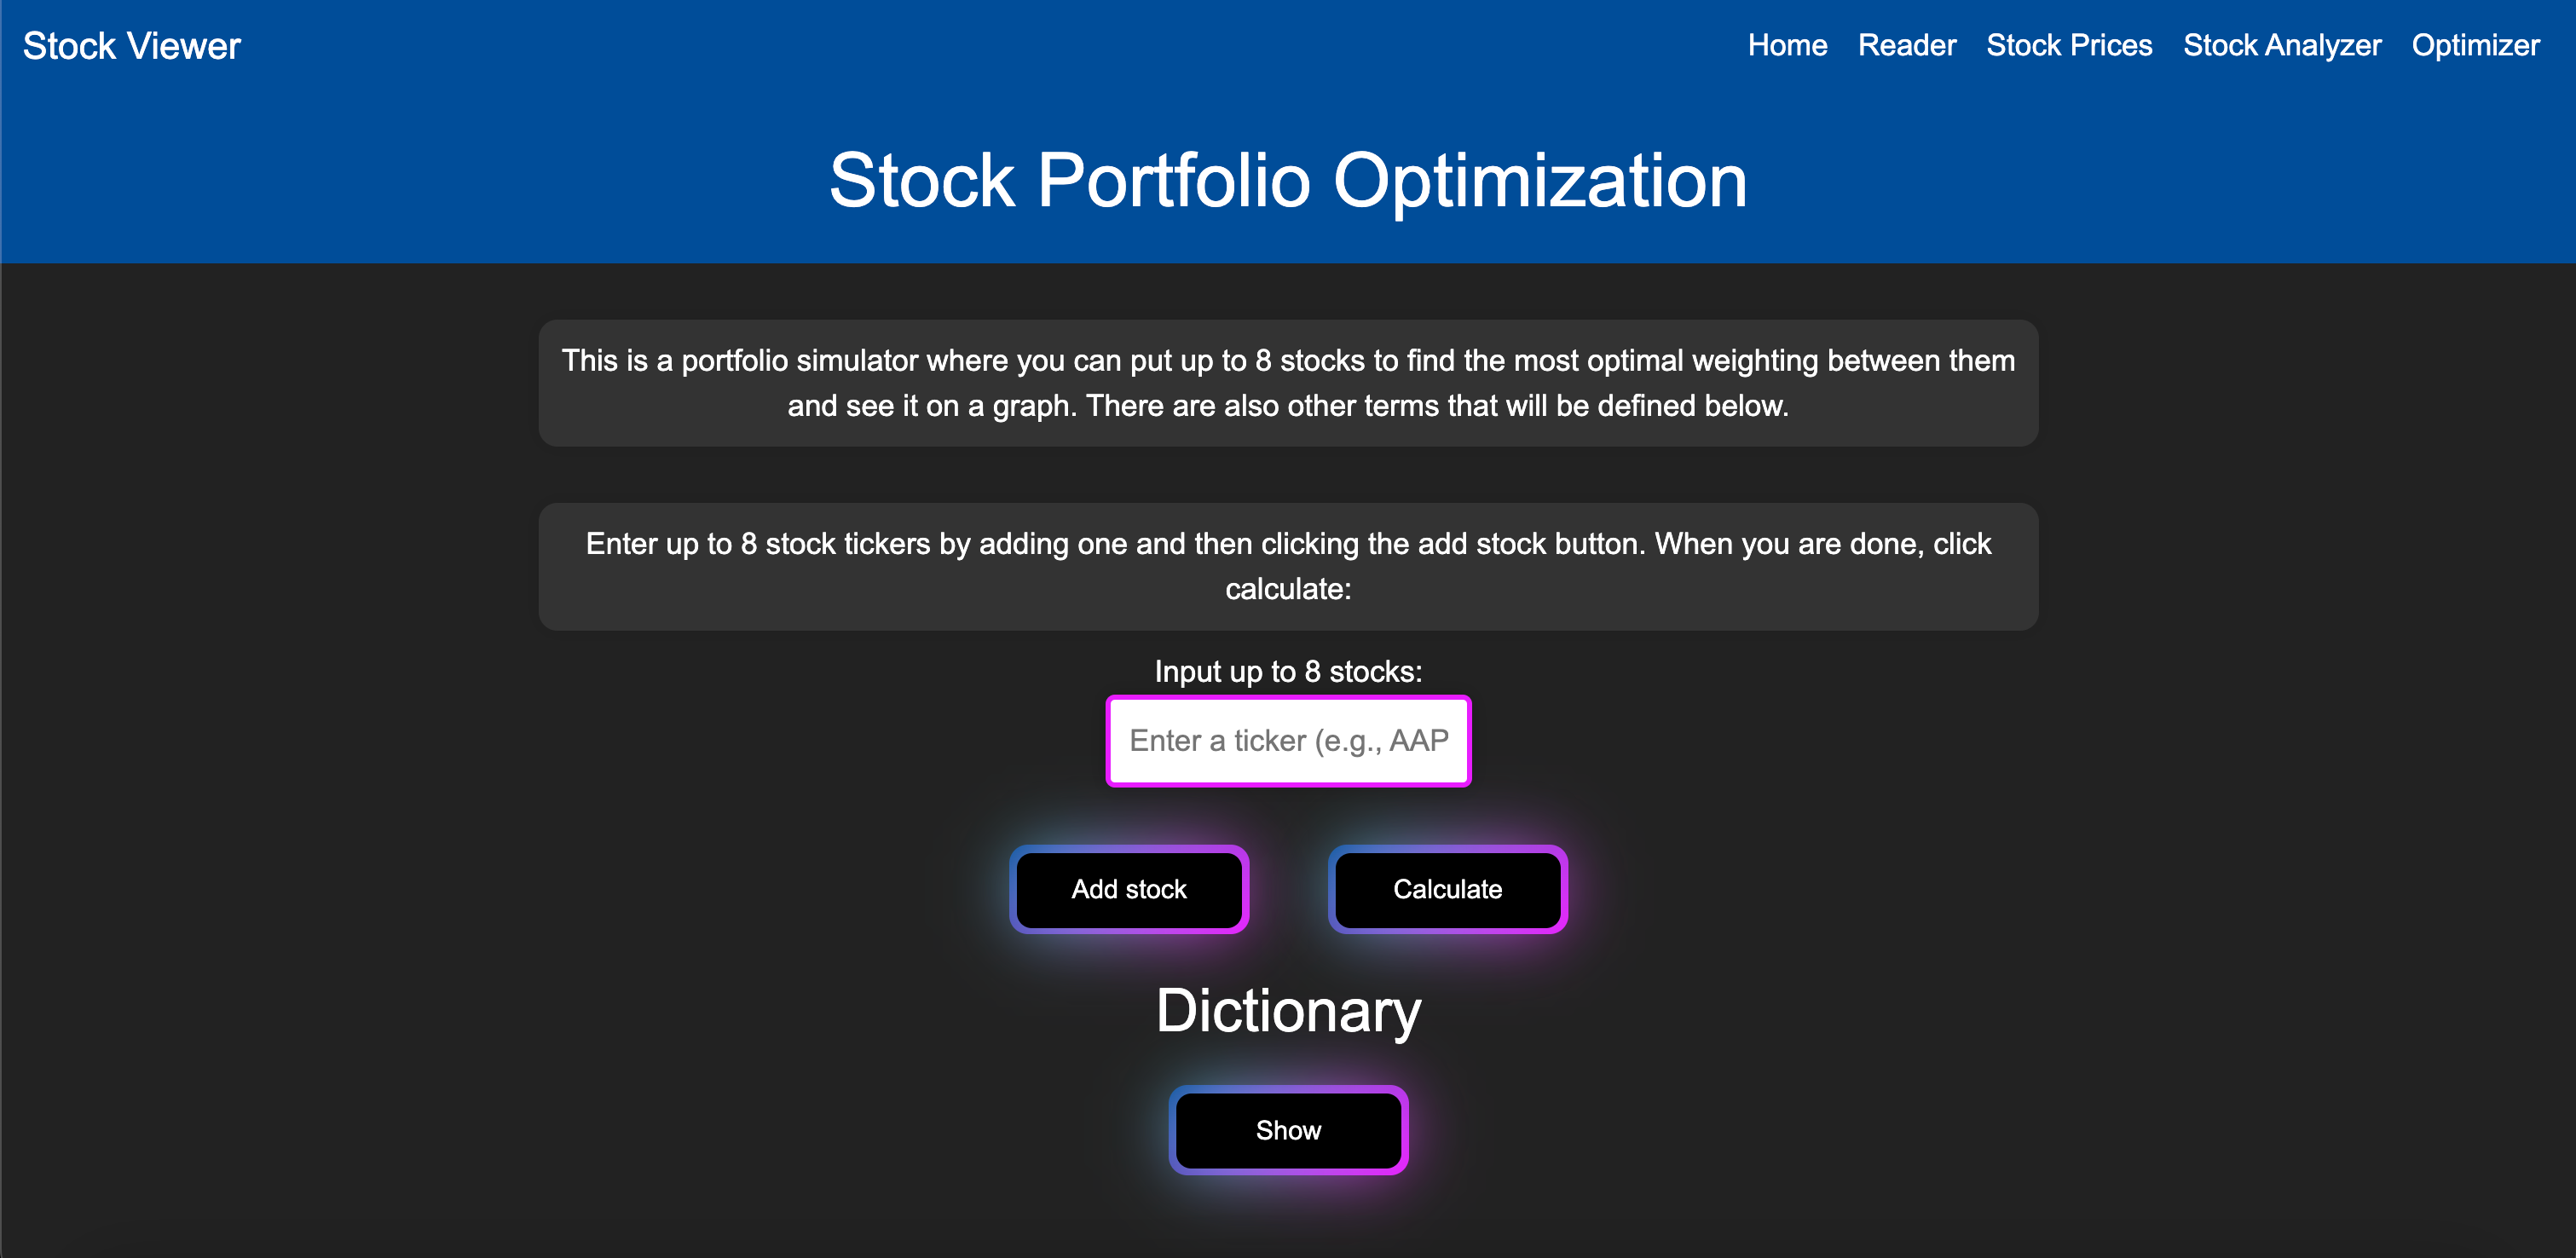 Stock Viewer
Home Reader Stock Prices Stock Analyzer Optimizer
Stock Portfolio Optimization
This is a portfolio simulator where you can put up to 8 stocks to find the most optimal weighting between them
and see it on a graph. There are also other terms that will be defined below.
Enter up to 8 stock tickers by adding one and then clicking the add stock button. When you are done, click
calculate:
Input up to 8 stocks:
Enter a ticker (e.g., AAP
Add stock
Calculate
Dictionary
Show